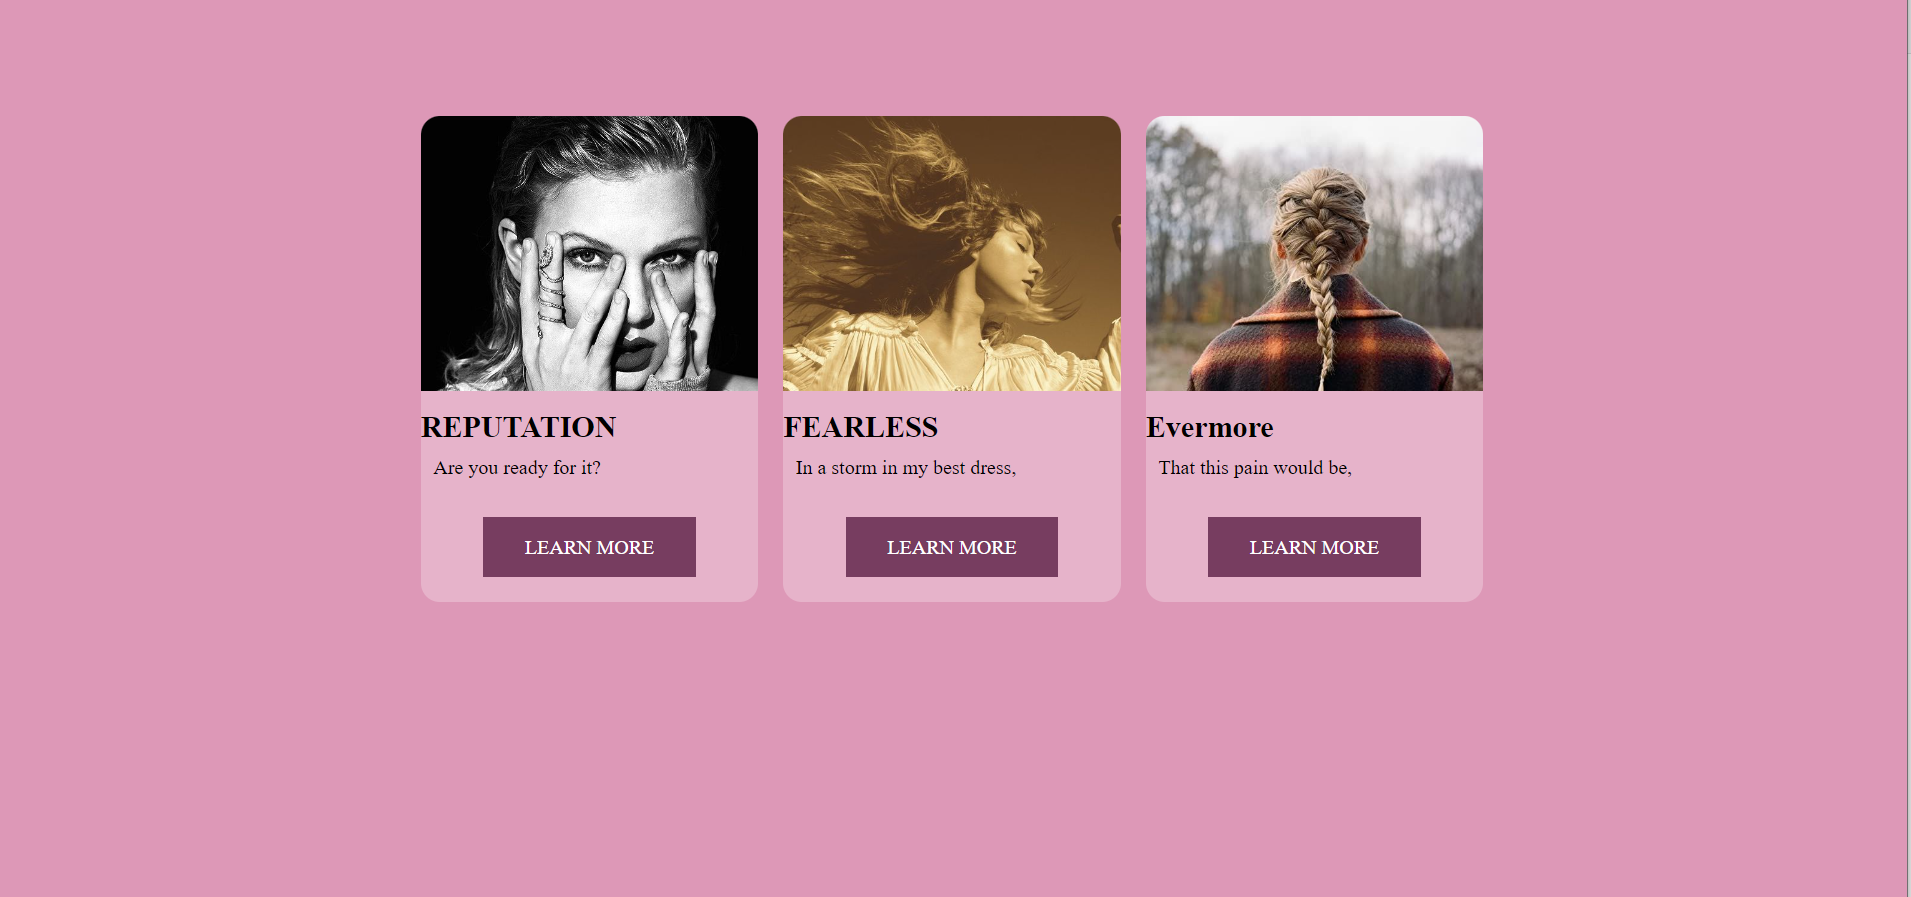 REPUTATION
Are you ready for it?
LEARN MORE
FEARLESS
In a storm in my best dress,
LEARN MORE
Evermore
That this pain would be,
LEARN MORE